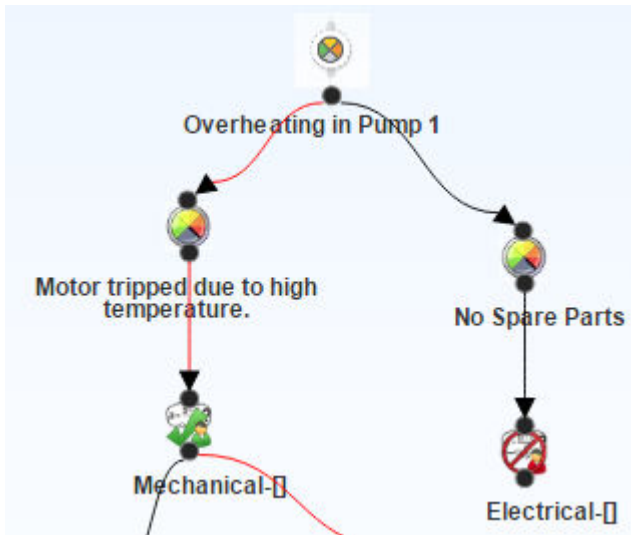 Overheating in Pump 1
Motor tripped due to high
temperature.
No Spare Parts
Mechanical-[]
Electrical-[]